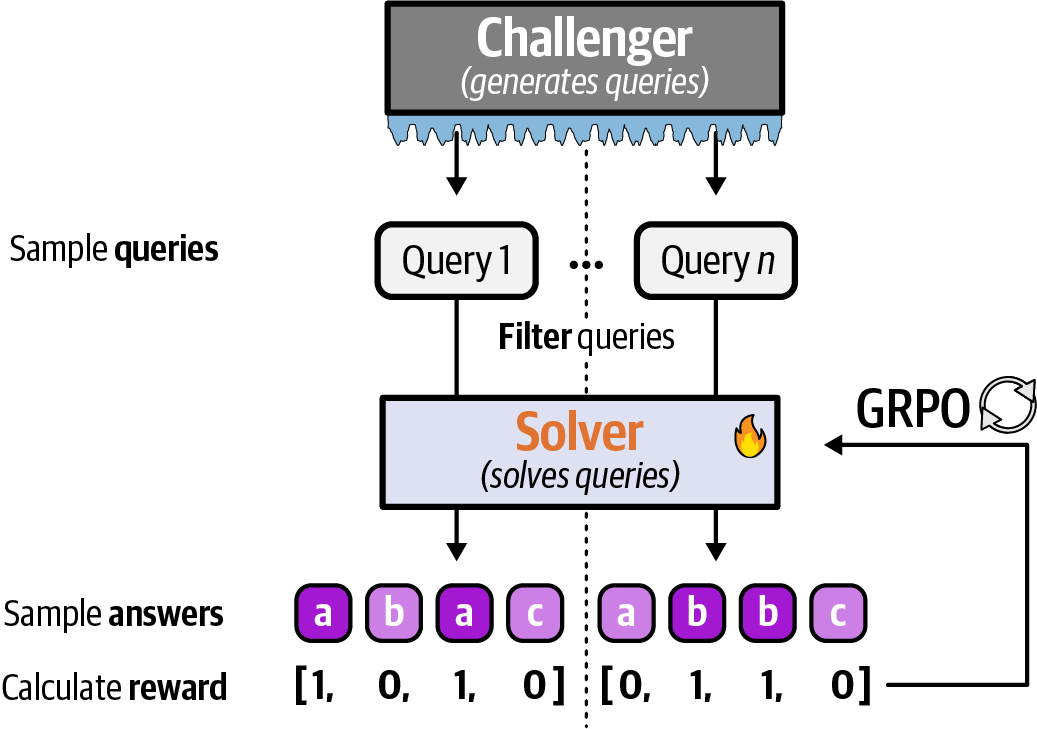 Challenger
(generates queries)
Sample queries
Query 1
...
Query n
Filter queries
GRPO
Solver
(solves queries)
Sample answers
a b a c a b b c
Calculate reward
[1, 0, 1, 0] [0, 1, 1, 0]